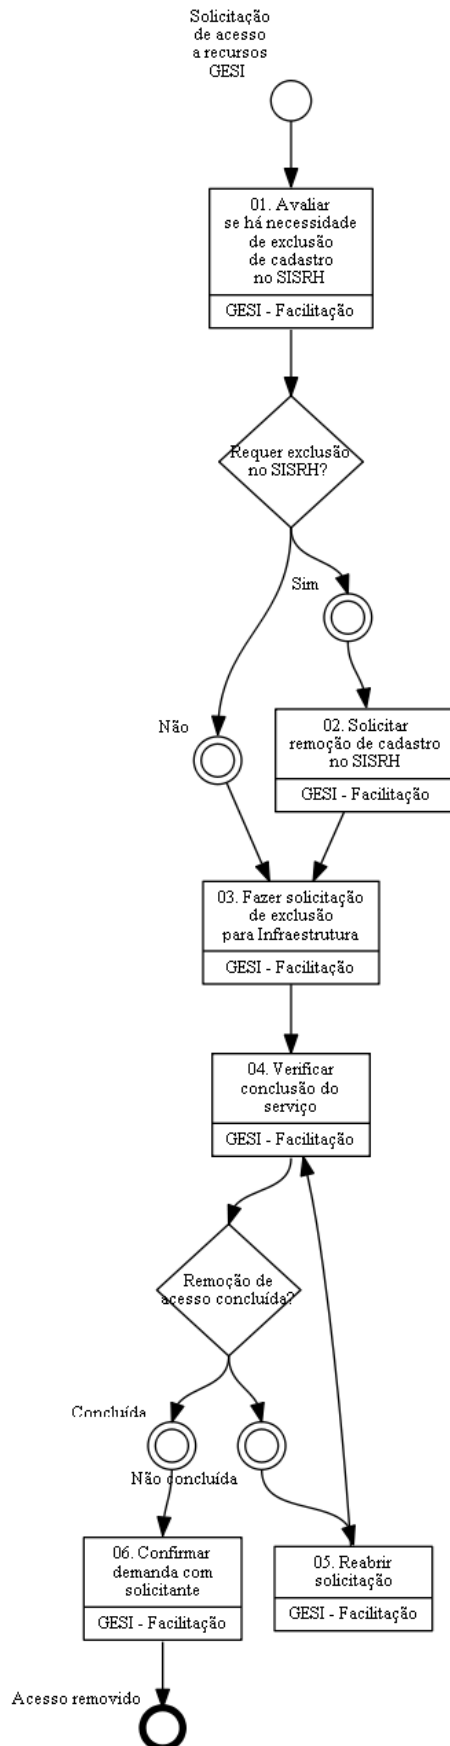 Solicitação
de acesso
a recursos
GESI
01. Avaliar
se há necessidade
de exclusão
de cadastro
no SISRH
GESI - Facilitação
Requer exclusão
no SISRH?
Sim
Não
02. Solicitar
remoção de cadastro
no SISRH
GESI - Facilitação
03. Fazer solicitação
de exclusão
para Infraestrutura
GESI - Facilitação
04. Verificar
conclusão do
serviço
GESI - Facilitação
Remoção de
acesso concluída?
Concluída
Não concluída
06. Confirmar
demanda com
solicitante
GESI - Facilitação
05. Reabrir
solicitação
GESI - Facilitação
Acesso removido